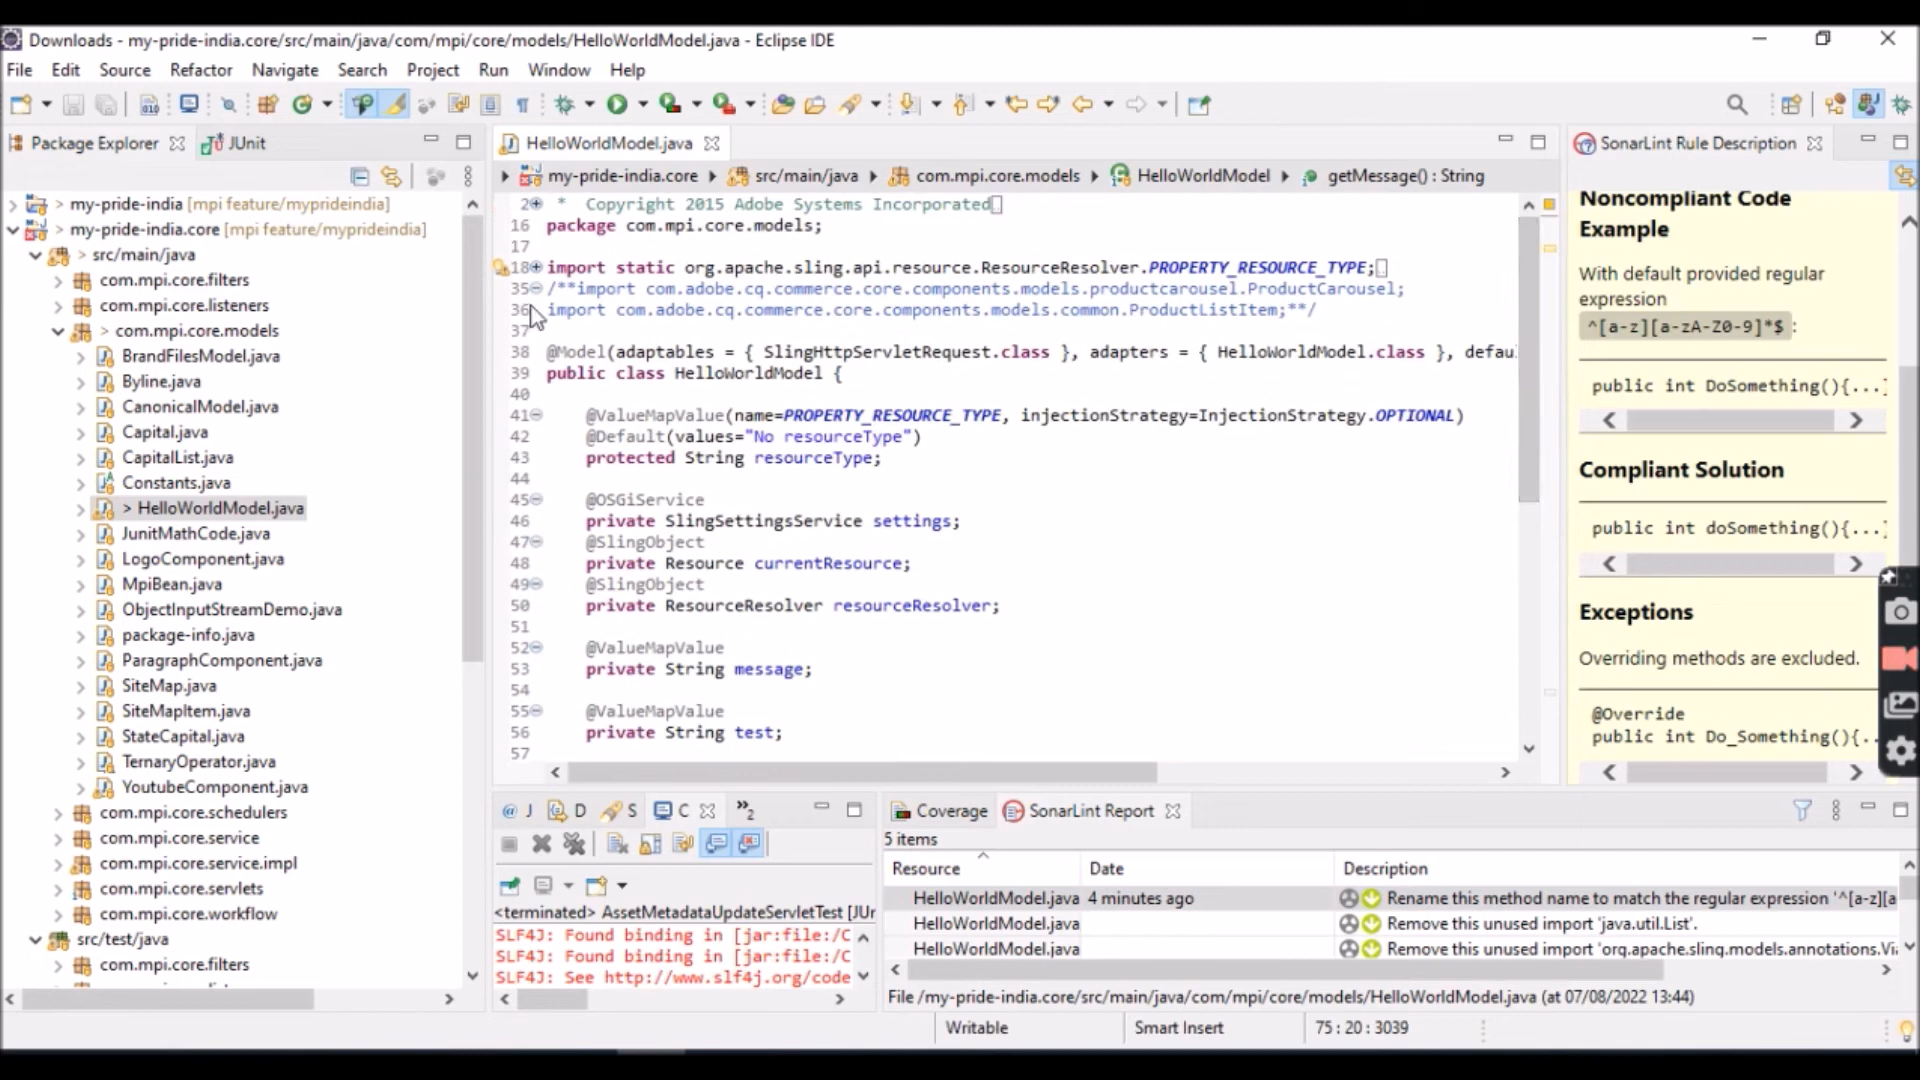 Downloads - my-pride-india.core/src/main/java/com/mpi/core/models/HelloWorldModel.java - Eclipse IDE
File Edit Source Refactor Navigate Search Project Run Window Help
Package Explorer JUnit
> my-pride-india [mpi feature/myprideindia]
> my-pride-india.core [mpi feature/myprideindia]
> src/main/java
com.mpi.core.filters
com.mpi.core.listeners
> com.mpi.core.models
BrandFilesModel.java
Byline.java
CanonicalModel.java
Capital.java
CapitalList.java
Constants.java
> HelloWorldModel.java
JunitMathCode.java
LogoComponent.java
MpiBean.java
ObjectInputStreamDemo.java
package-info.java
ParagraphComponent.java
SiteMap.java
SiteMapItem.java
StateCapital.java
TernaryOperator.java
YoutubeComponent.java
com.mpi.core.schedulers
com.mpi.core.service
com.mpi.core.service.impl
com.mpi.core.servlets
com.mpi.core.workflow
src/test/java
com.mpi.core.filters
HelloWorldModel.java
my-pride-india.core src/main/java com.mpi.core.models HelloWorldModel getMessage() : String
2 * Copyright 2015 Adobe Systems Incorporated
16 package com.mpi.core.models;
17
18 import static org.apache.sling.api.resource.ResourceResolver.PROPERTY_RESOURCE_TYPE;
35 /**import com.adobe.cq.commerce.core.components.models.productcarousel.ProductCarousel;
36 import com.adobe.cq.commerce.core.components.models.common.ProductListItem;**/
37
38 @Model(adaptables = { SlingHttpServletRequest.class }, adapters = { HelloWorldModel.class }, defau
39 public class HelloWorldModel {
40
41 @ValueMapValue(name=PROPERTY_RESOURCE_TYPE, injectionStrategy=InjectionStrategy.OPTIONAL)
42 @Default(values="No resourceType")
43 protected String resourceType;
44
45 @OSGiService
46 private SlingSettingsService settings;
47 @SlingObject
48 private Resource currentResource;
49 @SlingObject
50 private ResourceResolver resourceResolver;
51
52 @ValueMapValue
53 private String message;
54
55 @ValueMapValue
56 private String test;
57
SonarLint Rule Description
Noncompliant Code
Example
With default provided regular
expression
^[a-z][a-zA-Z0-9]*$ :
public int DoSomething(){...}
Compliant Solution
public int doSomething(){...}
Exceptions
Overriding methods are excluded.
@Override
public int Do_Something(){..
@ J D S C »2
<terminated> AssetMetadataUpdateServletTest [JUr
SLF4J: Found binding in [jar:file:/C
SLF4J: Found binding in [jar:file:/C
SLF4J: See http://www.slf4j.org/code
Coverage SonarLint Report
5 items
Resource Date Description
HelloWorldModel.java 4 minutes ago Rename this method name to match the regular expression '^[a-z][a
HelloWorldModel.java Remove this unused import 'java.util.List'.
HelloWorldModel.java Remove this unused import 'org.apache.sling.models.annotations.Via
File /my-pride-india.core/src/main/java/com/mpi/core/models/HelloWorldModel.java (at 07/08/2022 13:44)
Writable Smart Insert 75 : 20 : 3039